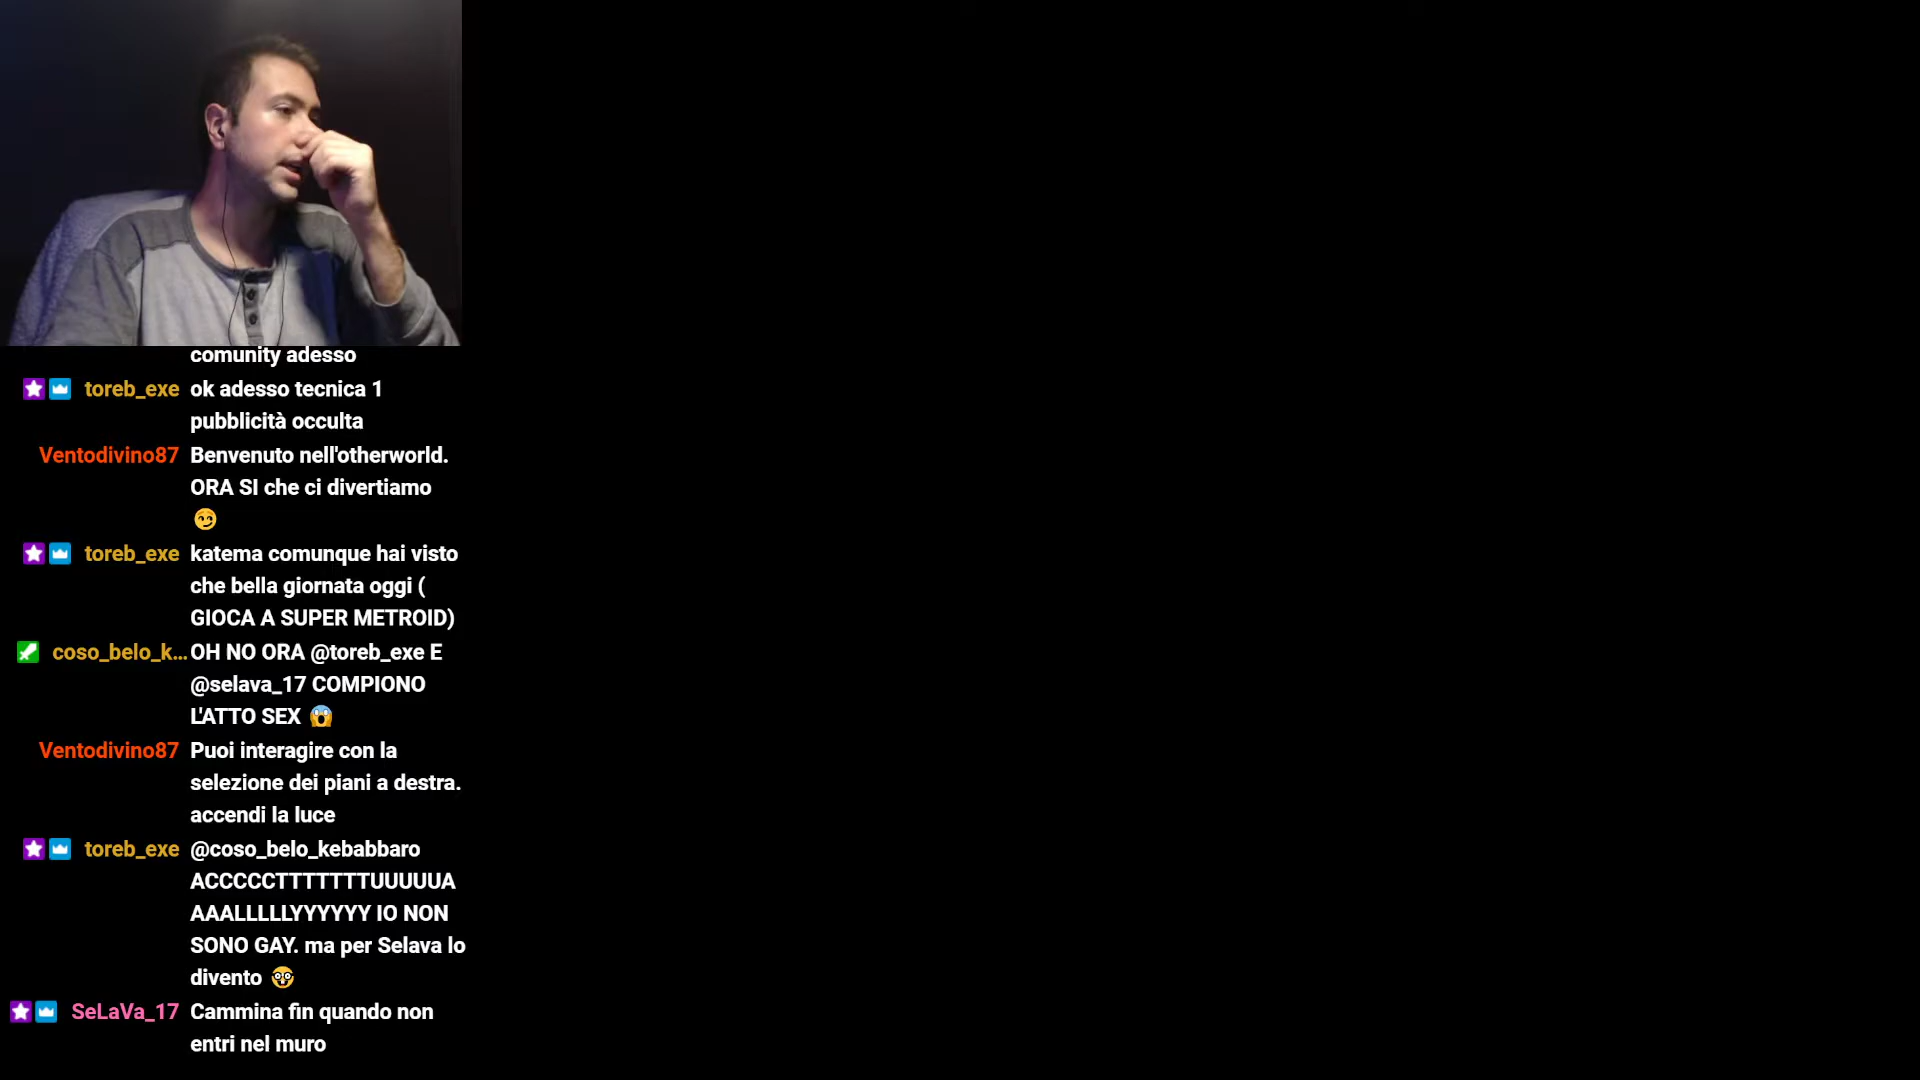 comunity adesso
toreb_exe ok adesso tecnica 1
pubblicità occulta
Ventodivino87 Benvenuto nell'otherworld.
ORA SI che ci divertiamo
😏
toreb_exe katema comunque hai visto
che bella giornata oggi (
GIOCA A SUPER METROID)
coso_belo_k... OH NO ORA @toreb_exe E
@selava_17 COMPIONO
L'ATTO SEX 😱
Ventodivino87 Puoi interagire con la
selezione dei piani a destra.
accendi la luce
toreb_exe @coso_belo_kebabbaro
ACCCCCTTTTTTTUUUUUA
AAALLLLLYYYYYY IO NON
SONO GAY. ma per Selava lo
divento 🤓
SeLaVa_17 Cammina fin quando non
entri nel muro